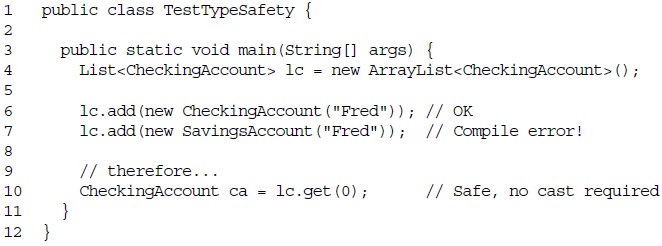 1 public class TestTypeSafety {
2
3 public static void main(String[] args) {
4 List<CheckingAccount> lc = new ArrayList<CheckingAccount>();
5
6 lc.add(new CheckingAccount("Fred")); // OK
7 lc.add(new SavingsAccount("Fred")); // Compile error!
8
9 // therefore...
10 CheckingAccount ca = lc.get(0); // Safe, no cast required
11 }
12 }